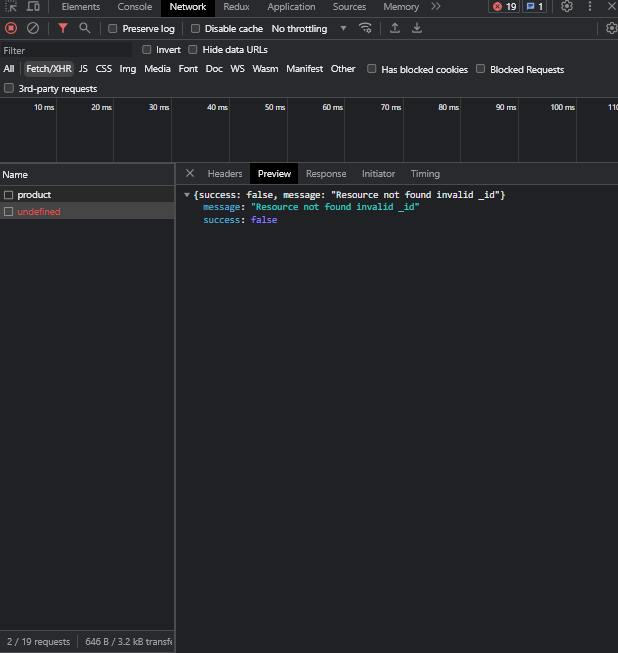 Elements Console Network Redux Application Sources Memory 19 1
Preserve log Disable cache No throttling
Filter Invert Hide data URLs
All Fetch/XHR JS CSS Img Media Font Doc WS Wasm Manifest Other Has blocked cookies Blocked Requests
3rd-party requests
10 ms 20 ms 30 ms 40 ms 50 ms 60 ms 70 ms 80 ms 90 ms 100 ms 110
Name Headers Preview Response Initiator Timing
product
undefined
{success: false, message: "Resource not found invalid _id"}
message: "Resource not found invalid _id"
success: false
2 / 19 requests 646 B / 3.2 kB transfe